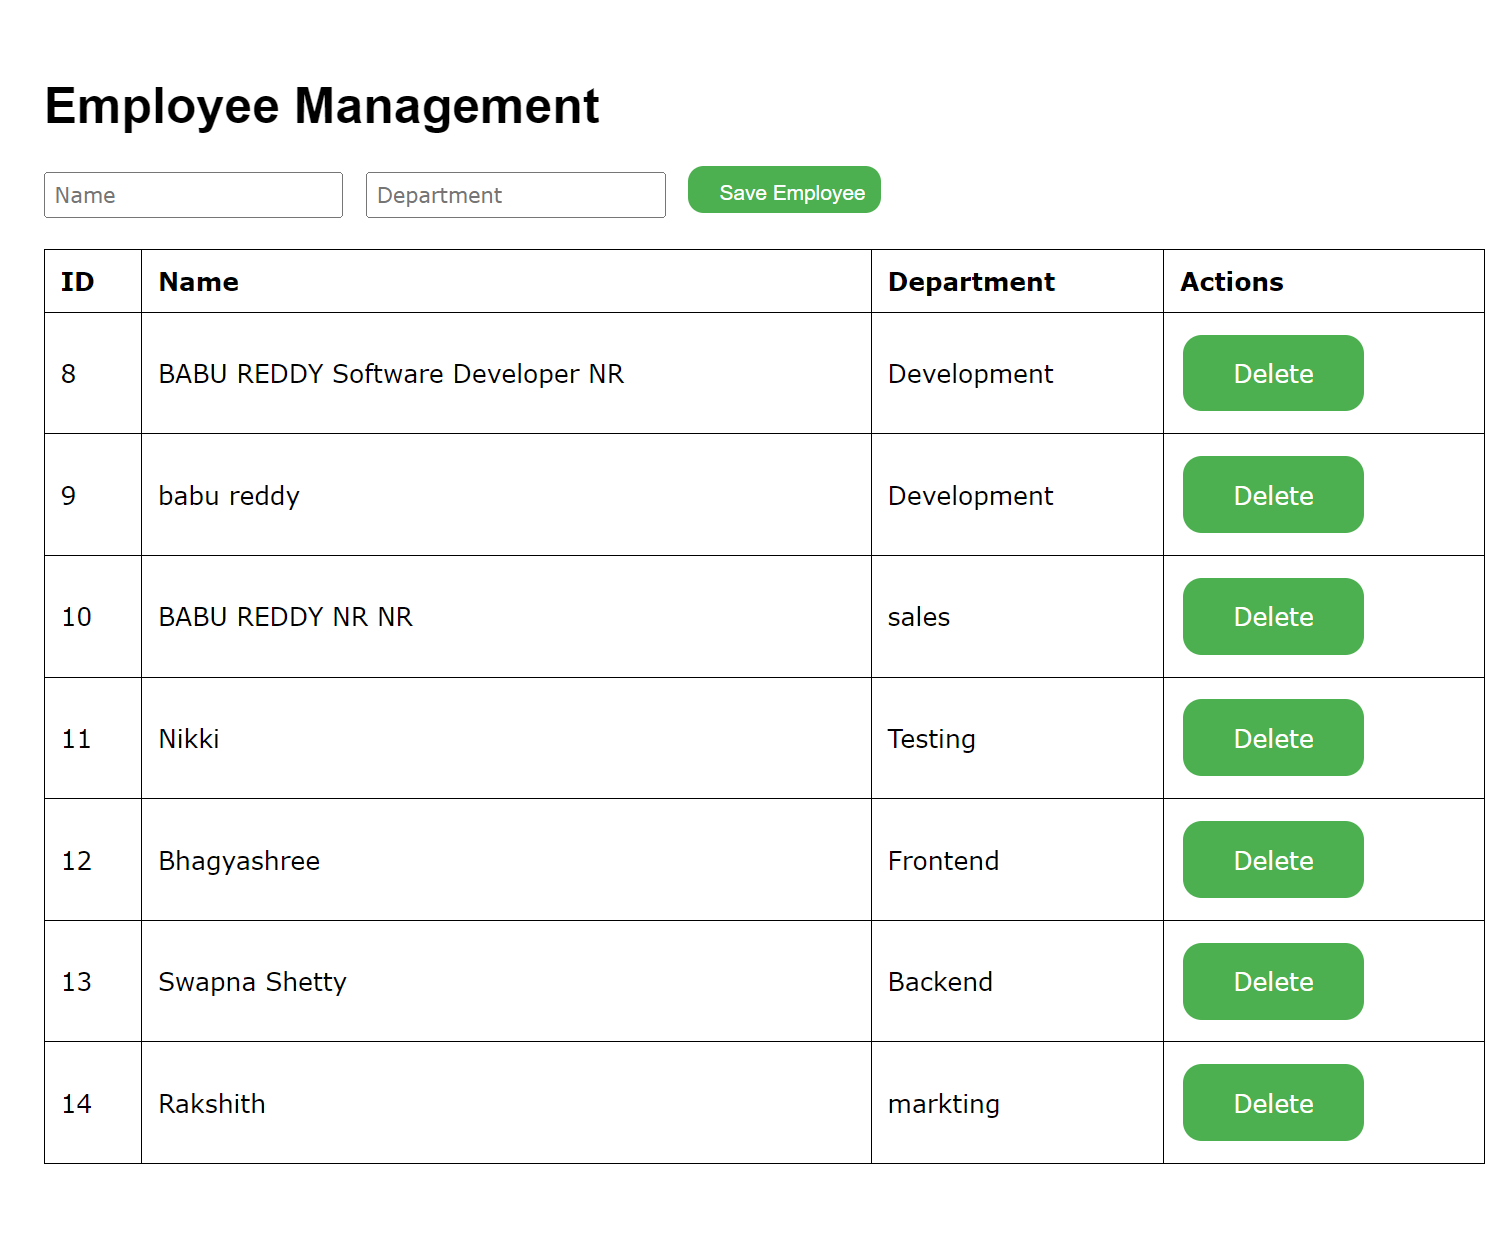 Employee Management
Name Department Save Employee
ID Name Department Actions
8 BABU REDDY Software Developer NR Development Delete
9 babu reddy Development Delete
10 BABU REDDY NR NR sales Delete
11 Nikki Testing Delete
12 Bhagyashree Frontend Delete
13 Swapna Shetty Backend Delete
14 Rakshith markting Delete